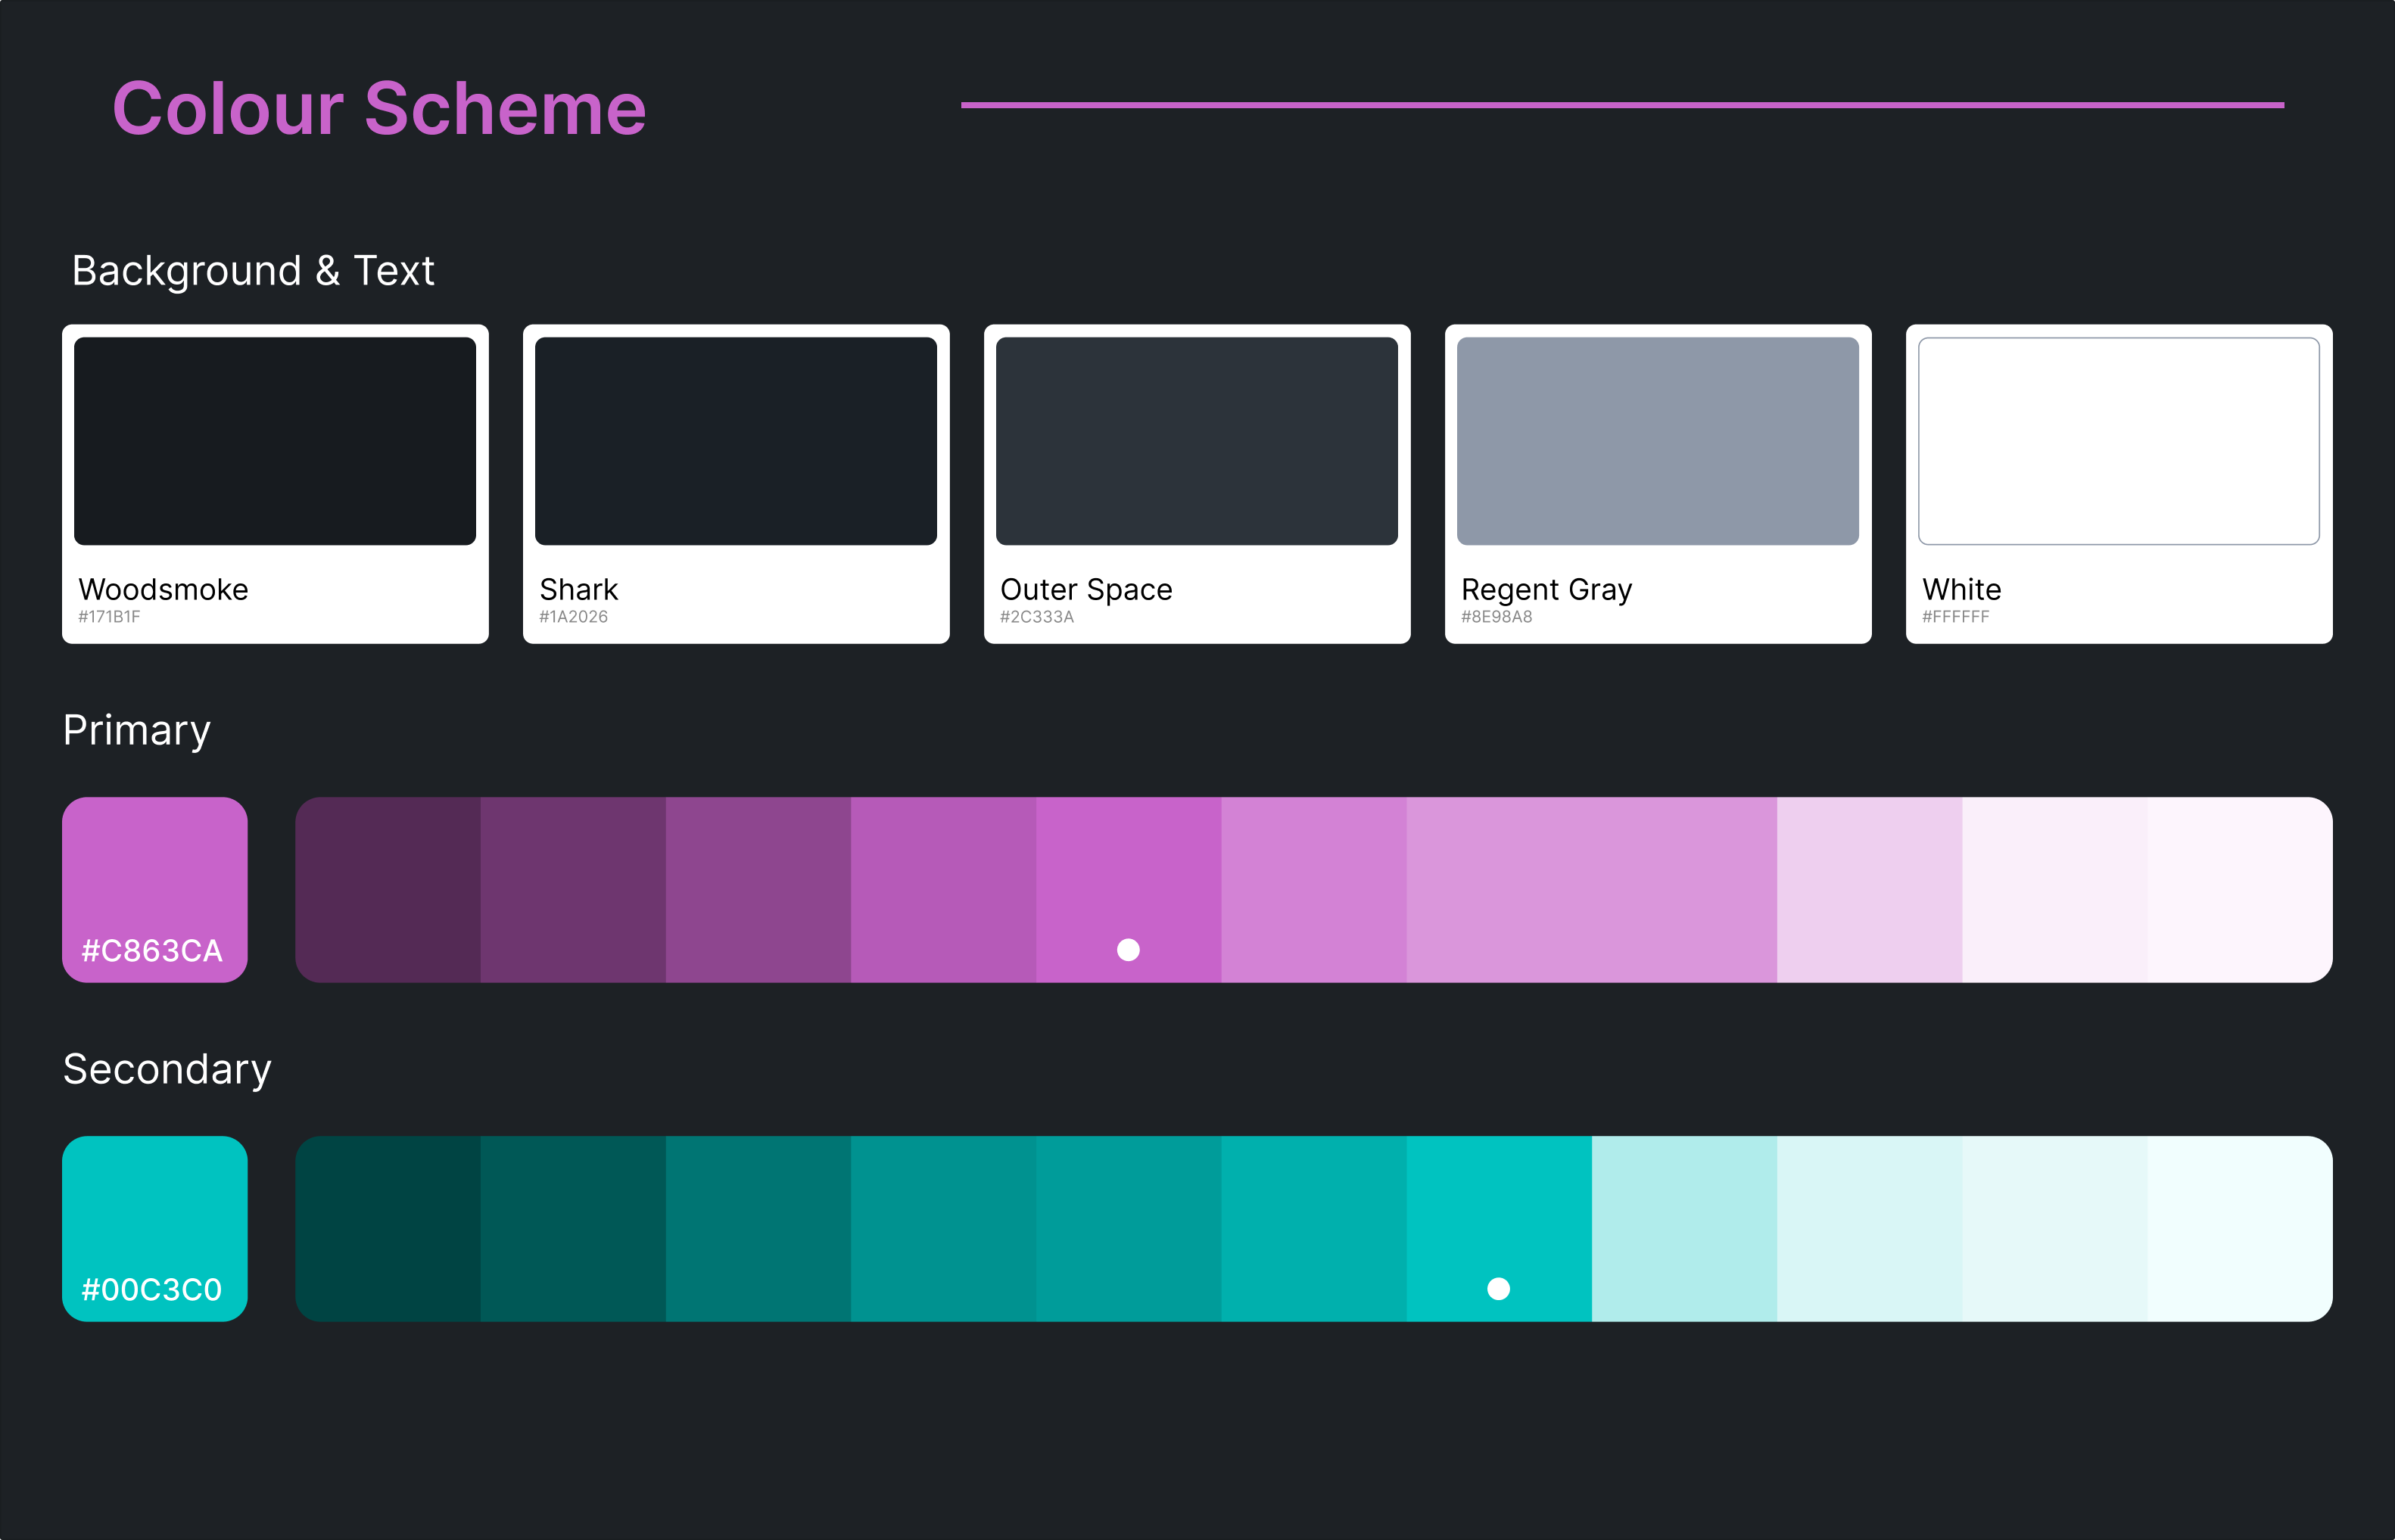 Colour Scheme
Background & Text
Woodsmoke
#171B1F
Shark
#1A2026
Outer Space
#2C333A
Regent Gray
#8E98A8
White
#FFFFFF
Primary
#C863CA
Secondary
#00C3C0